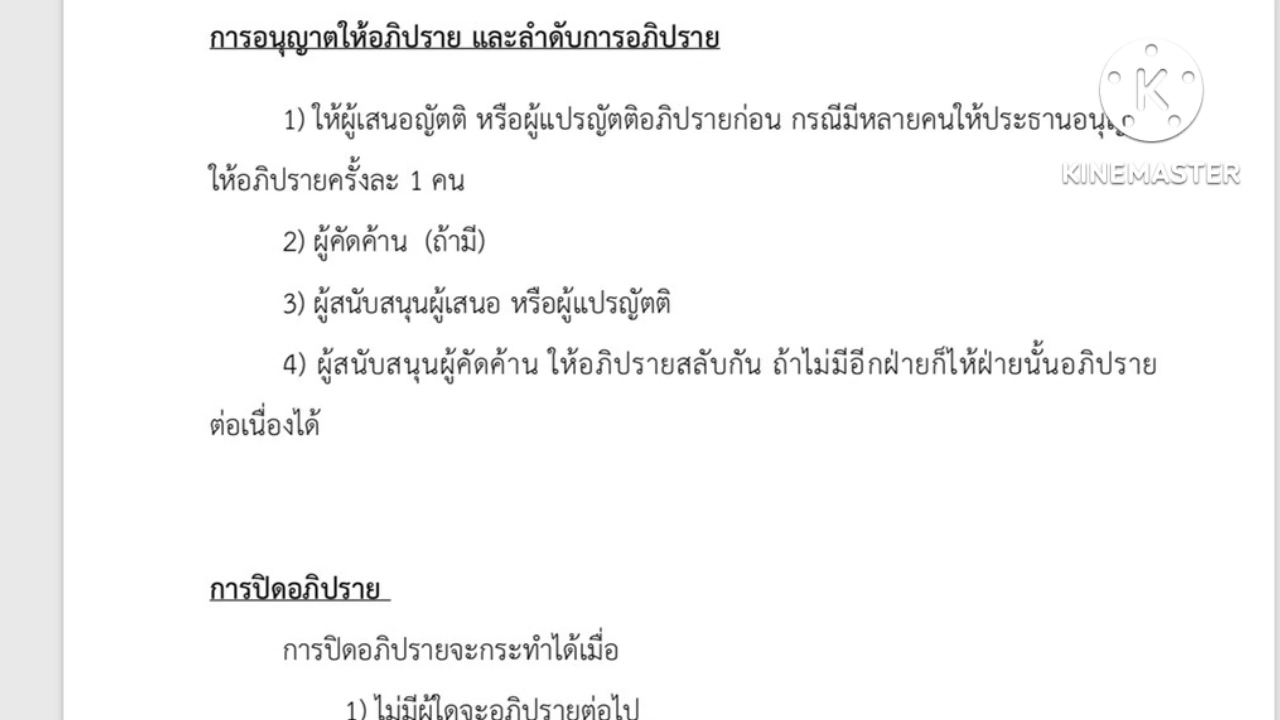 การอนุญาตให้อภิปราย และลำดับการอภิปราย
1) ให้ผู้เสนอญัตติ หรือผู้แปรญัตติอภิปรายก่อน กรณีมีหลายคนให้ประธาน
ให้อภิปรายครั้งละ 1 คน
2) ผู้คัดค้าน (ถ้ามี)
3) ผู้สนับสนุนผู้เสนอ หรือผู้แปรญัตติ
4) ผู้สนับสนุนผู้คัดค้าน ให้อภิปรายสลับกัน ถ้าไม่มีอีกฝ่ายก็ไห้ฝ่ายนั้นอภิปราย
ต่อเนื่องได้
การปิดอภิปราย
การปิดอภิปรายจะกระทำได้เมื่อ
1) ไม่มีผู้ใดจะอภิปรายต่อไป
K
KINEMASTER